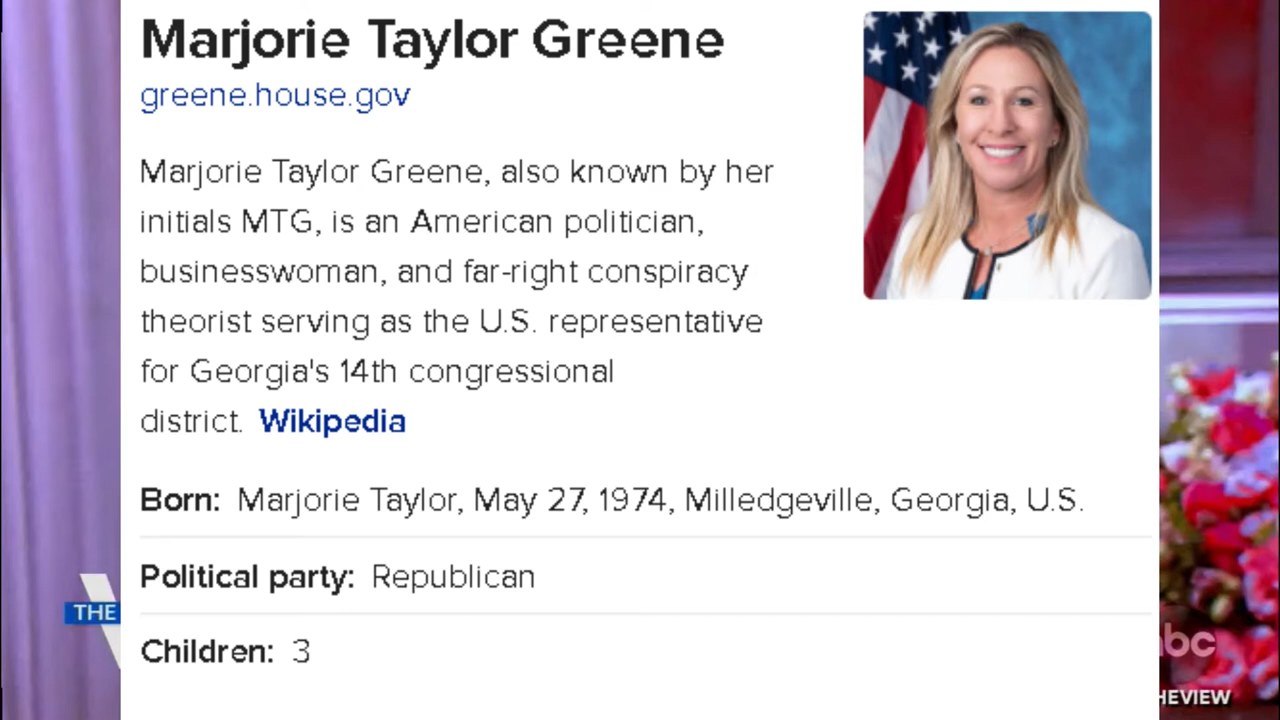 Marjorie Taylor Greene
greene.house.gov
Marjorie Taylor Greene, also known by her
initials MTG, is an American politician,
businesswoman, and far-right conspiracy
theorist serving as the U.S. representative
for Georgia's 14th congressional
district. Wikipedia
Born: Marjorie Taylor, May 27, 1974, Milledgeville, Georgia, U.S.
Political party: Republican
THE
Children: 3
abc
HEVIEW